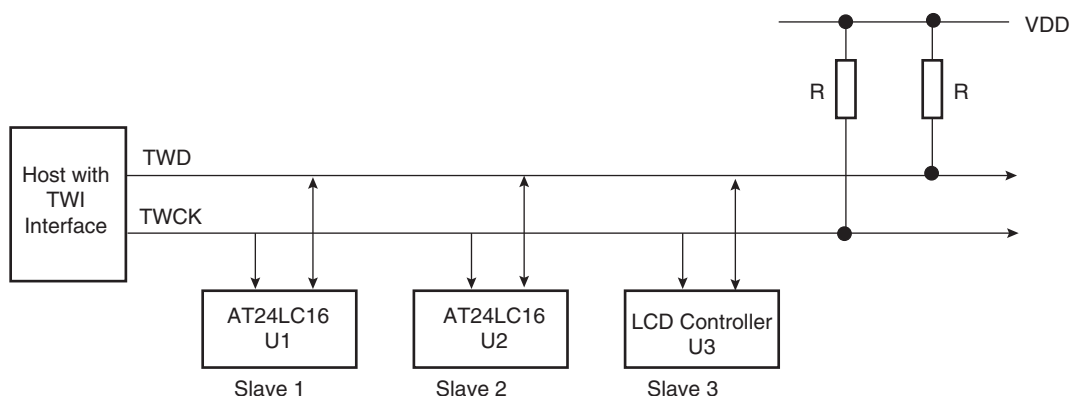 VDD
R
R
Host with
TWI
Interface
TWD
TWCK
AT24LC16
U1
AT24LC16
U2
LCD Controller
U3
Slave 1
Slave 2
Slave 3